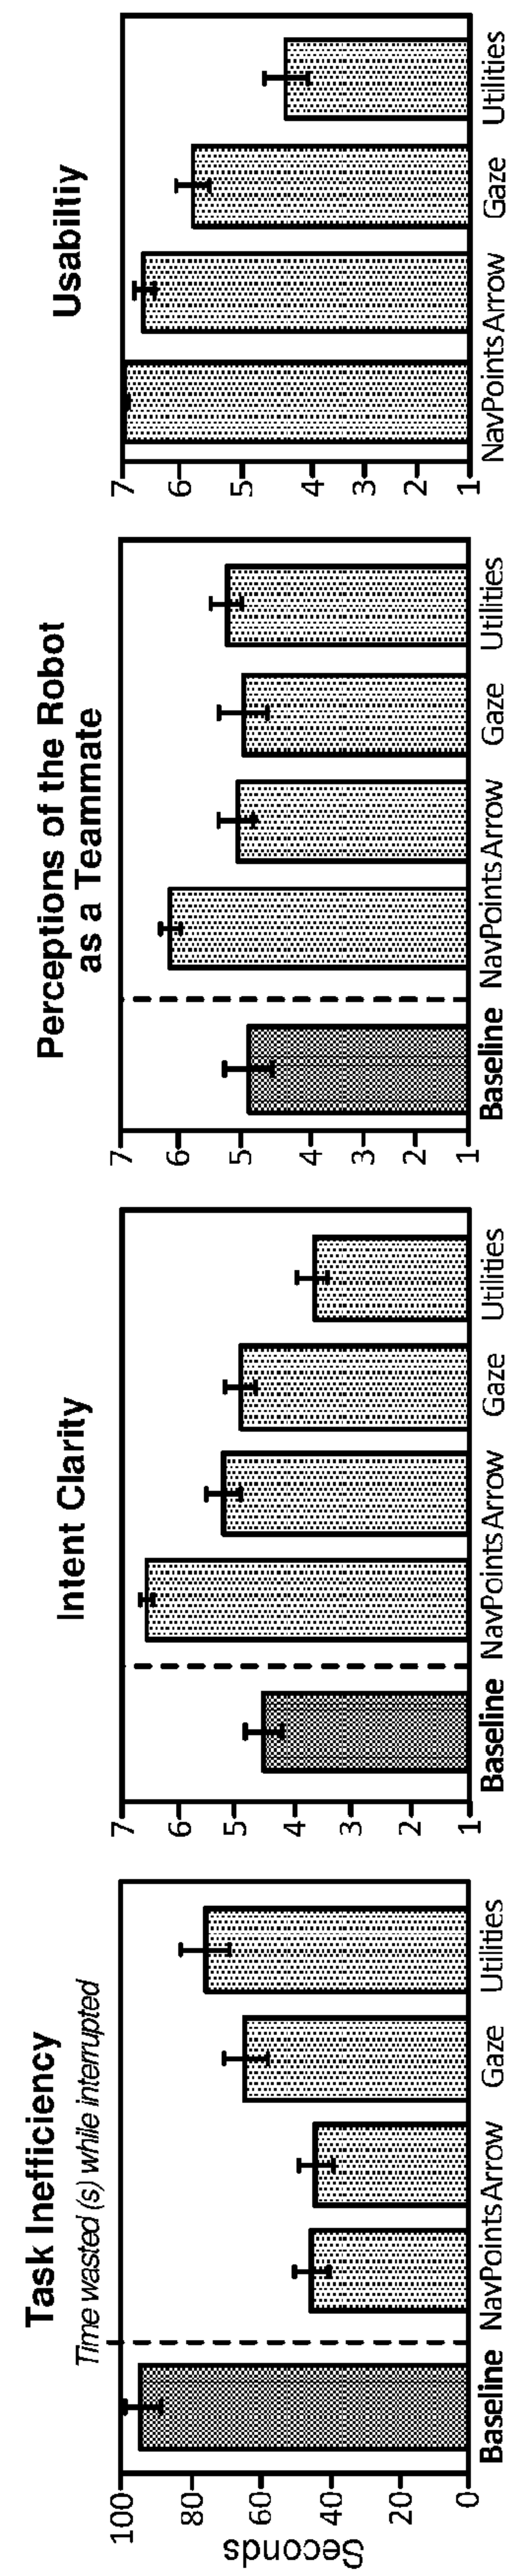 Task Inefficiency
Time wasted (s) while interrupted
Seconds
100
80
60
40
20
0
Baseline NavPoints Arrow Gaze Utilities
Intent Clarity
7
6
5
4
3
2
1
Baseline NavPoints Arrow Gaze Utilities
Perceptions of the Robot
as a Teammate
7
6
5
4
3
2
1
Baseline NavPoints Arrow Gaze Utilities
Usabiltiy
7
6
5
4
3
2
1
NavPoints Arrow Gaze Utilities